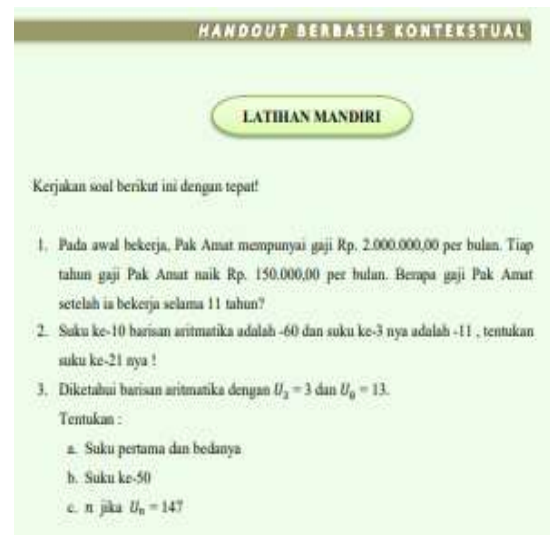 HANDOUT BERBASIS KONTEKSTUAL
LATIHAN MANDIRI
Kerjakan soal berikut ini dengan tepat!
1. Pada awal bekerja, Pak Amat mempunyai gaji Rp. 2.000.000,00 per bulan. Tiap
tahun gaji Pak Amat naik Rp. 150.000,00 per bulan. Berapa gaji Pak Amat
setelah ia bekerja selama 11 tahun?
2. Suku ke-10 barisan aritmatika adalah -60 dan suku ke-3 nya adalah -11 , tentukan
suku ke-21 nya !
3. Diketahui barisan aritmatika dengan U₃ = 3 dan U₈ = 13.
Tentukan :
a. Suku pertama dan bedanya
b. Suku ke-50
c. n jika Uₙ = 147